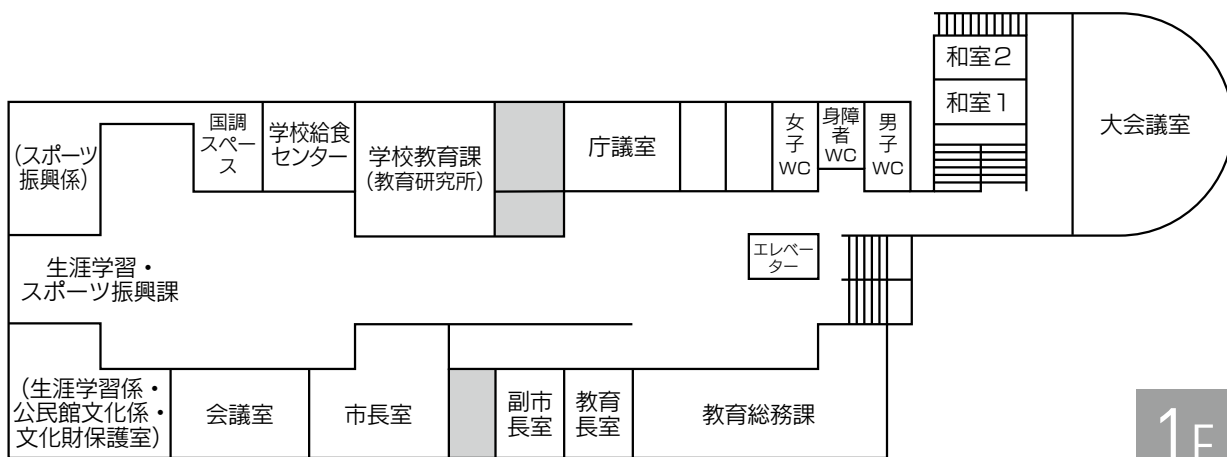 和室２
和室１
大会議室
(スポーツ
振興係)
国調
スペー
ス
学校給食
センター
学校教育課
(教育研究所)
庁議室
女
子
WC
身障
者
WC
男
子
WC
エレベー
ター
生涯学習・
スポーツ振興課
(生涯学習係・
公民館文化係・
文化財保護室)
会議室
市長室
副市
長室
教育
長室
教育総務課
1F